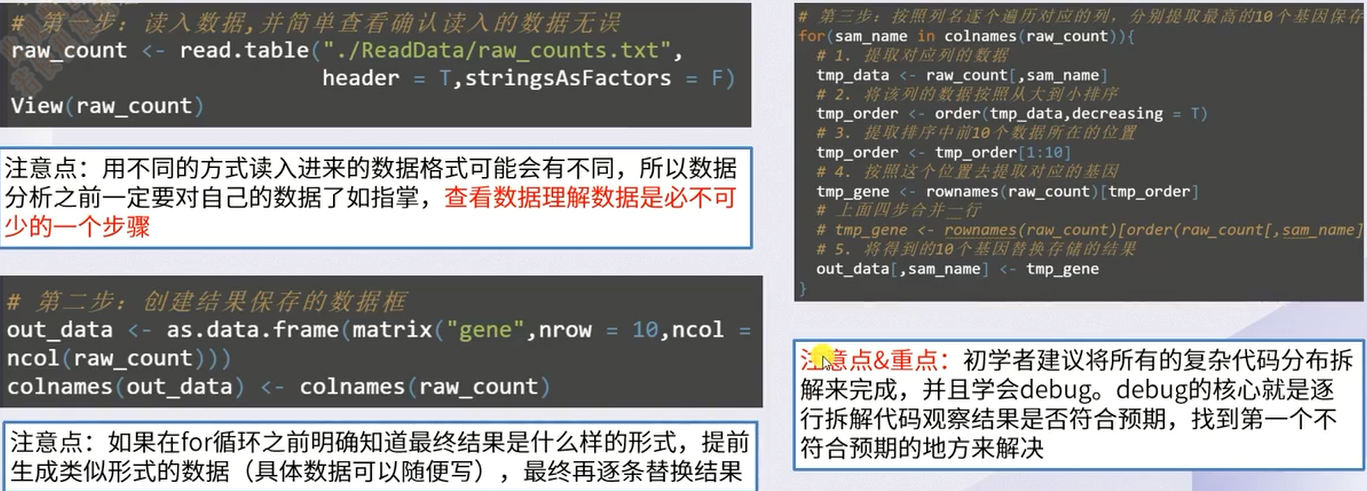 # 第一步：读入数据,并简单查看确认读入的数据无误
raw_count <- read.table("./ReadData/raw_counts.txt",
header = T,stringsAsFactors = F)
View(raw_count)
注意点：用不同的方式读入进来的数据格式可能会有不同，所以数据
分析之前一定要对自己的数据了如指掌，查看数据理解数据是必不可
少的一个步骤
# 第二步：创建结果保存的数据框
out_data <- as.data.frame(matrix("gene",nrow = 10,ncol =
ncol(raw_count)))
colnames(out_data) <- colnames(raw_count)
注意点：如果在for循环之前明确知道最终结果是什么样的形式，提前
生成类似形式的数据（具体数据可以随便写），最终再逐条替换结果
# 第三步：按照列名逐个遍历对应的列，分别提取最高的10个基因保存
for(sam_name in colnames(raw_count)){
# 1. 提取对应列的数据
tmp_data <- raw_count[,sam_name]
# 2. 将该列的数据按照从大到小排序
tmp_order <- order(tmp_data,decreasing = T)
# 3. 提取排序中前10个数据所在的位置
tmp_order <- tmp_order[1:10]
# 4. 按照这个位置去提取对应的基因
tmp_gene <- rownames(raw_count)[tmp_order]
# 上面四步合并一行
# tmp_gene <- rownames(raw_count)[order(raw_count[,sam_name]
# 5. 将得到的10个基因替换存储的结果
out_data[,sam_name] <- tmp_gene
}
注意点&重点：初学者建议将所有的复杂代码分布拆
解来完成，并且学会debug。debug的核心就是逐
行拆解代码观察结果是否符合预期，找到第一个不
符合预期的地方来解决